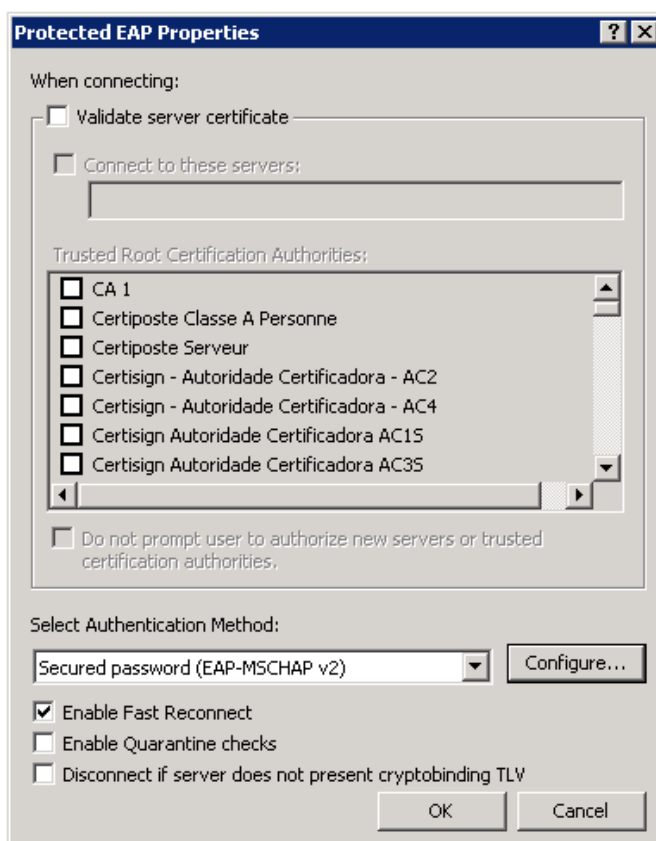 Protected EAP Properties
When connecting:
Validate server certificate
Connect to these servers:
Trusted Root Certification Authorities:
CA 1
Certiposte Classe A Personne
Certiposte Serveur
Certisign - Autoridade Certificadora - AC2
Certisign - Autoridade Certificadora - AC4
Certisign Autoridade Certificadora AC1S
Certisign Autoridade Certificadora AC3S
Do not prompt user to authorize new servers or trusted
certification authorities.
Select Authentication Method:
Secured password (EAP-MSCHAP v2)
Configure...
Enable Fast Reconnect
Enable Quarantine checks
Disconnect if server does not present cryptobinding TLV
OK
Cancel